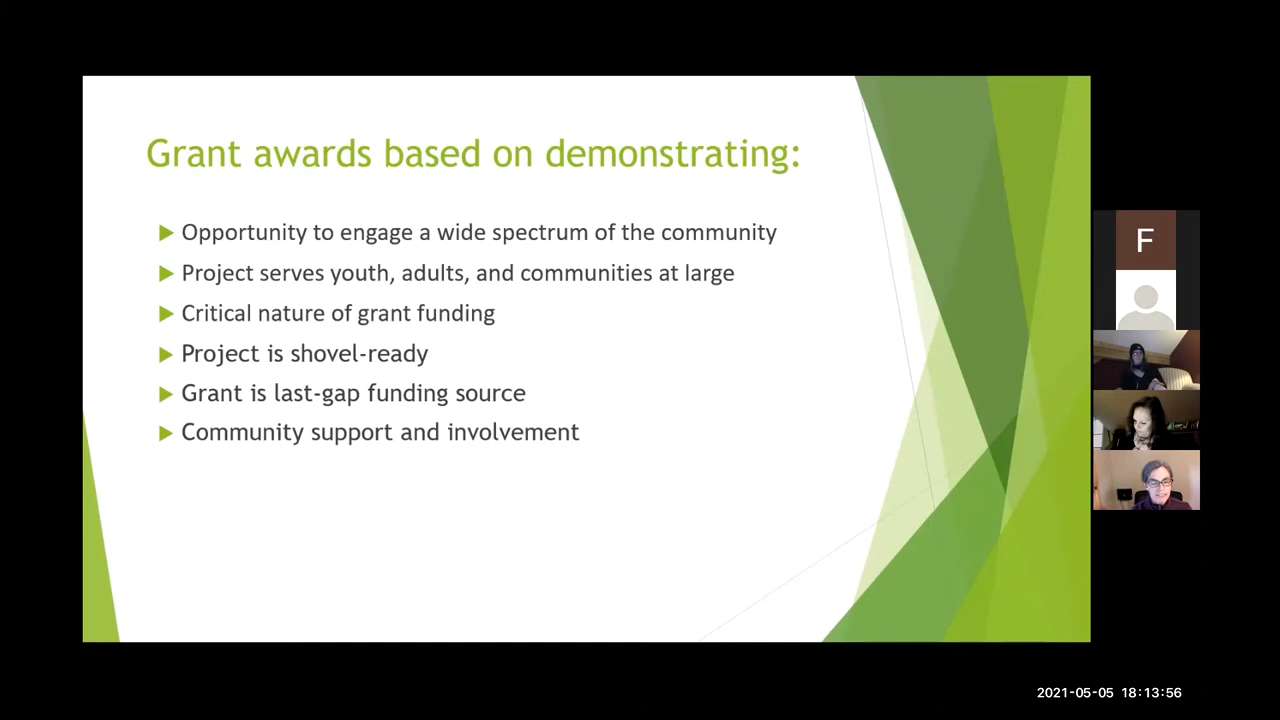 Grant awards based on demonstrating:
Opportunity to engage a wide spectrum of the community
Project serves youth, adults, and communities at large
Critical nature of grant funding
Project is shovel-ready
Grant is last-gap funding source
Community support and involvement
F
2021-05-05 18:13:56